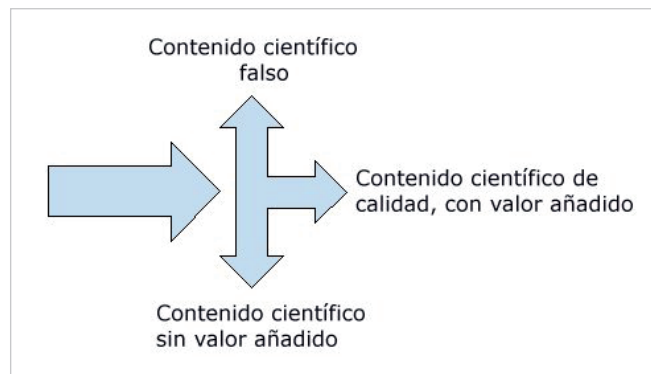 Contenido científico
falso
Contenido científico de
calidad, con valor añadido
Contenido científico
sin valor añadido